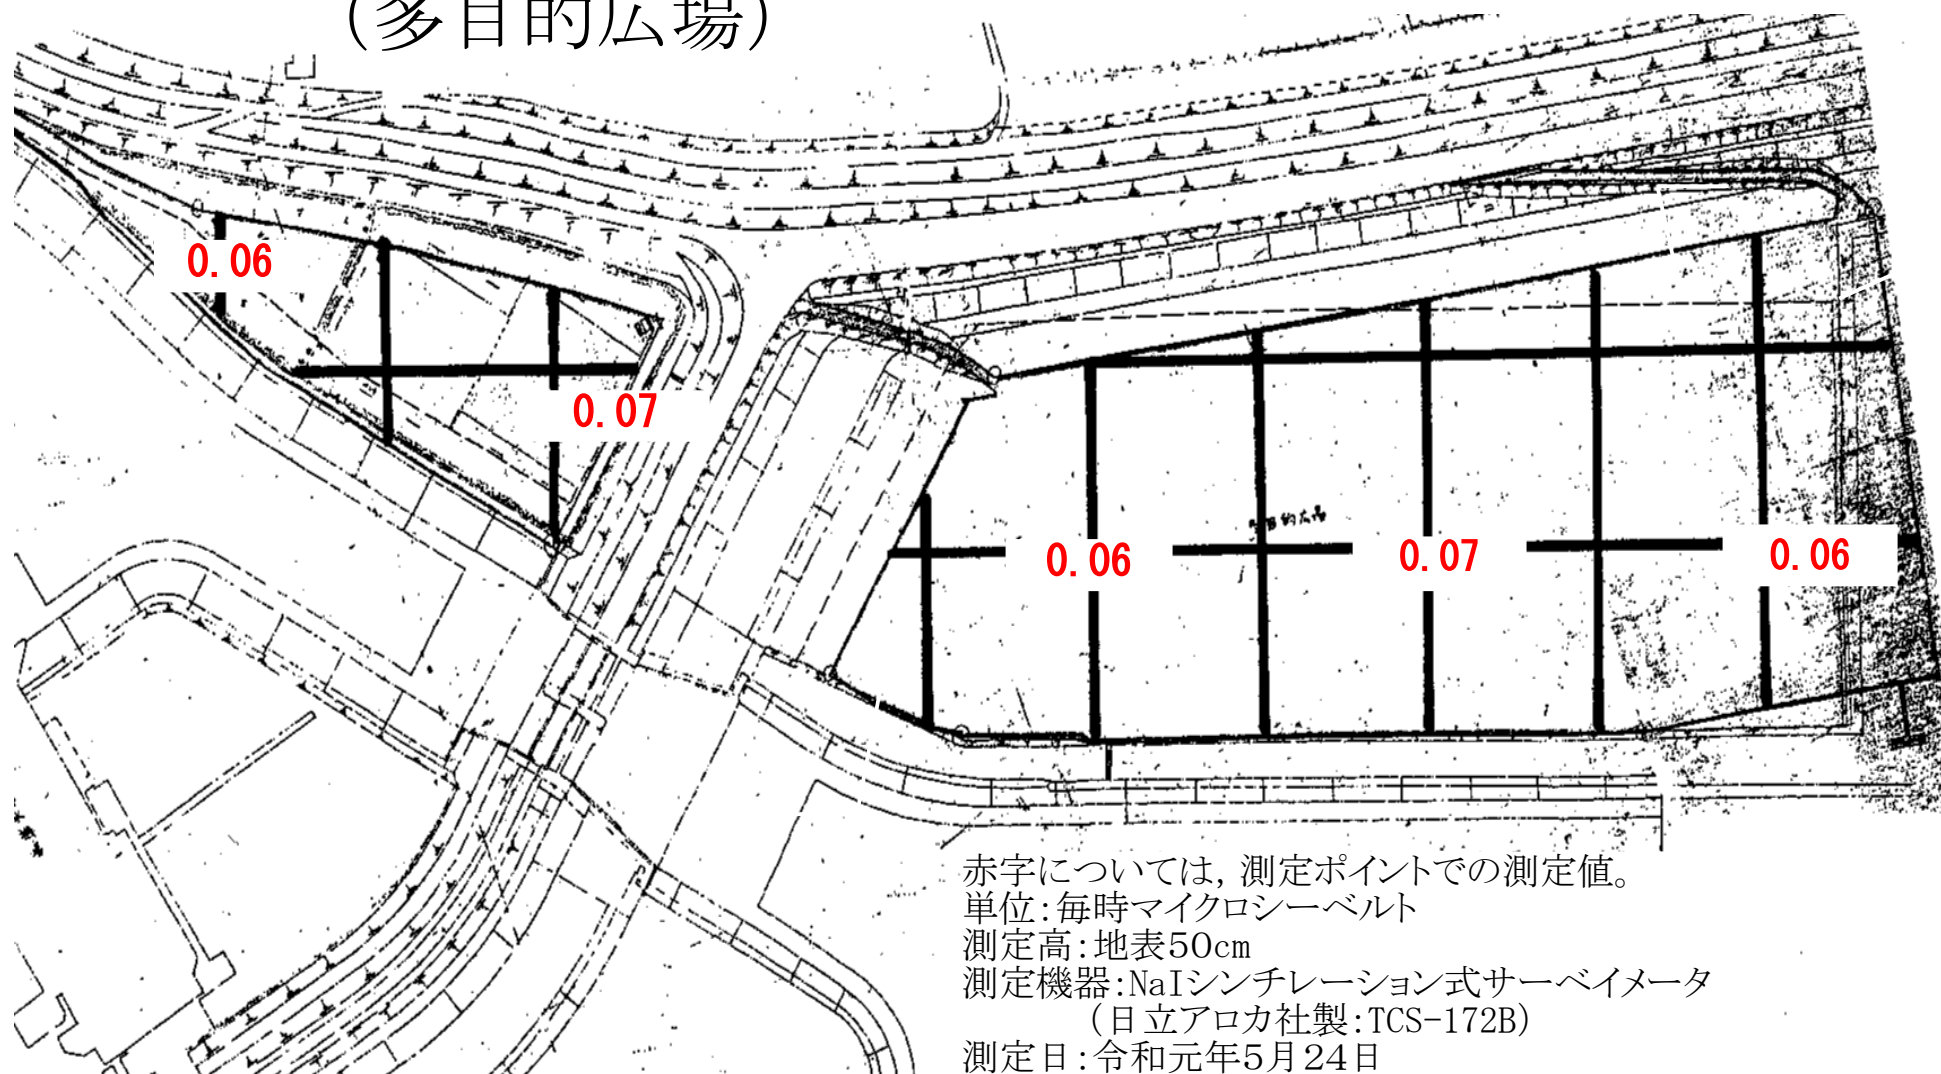 (多目的広場)
0.06
0.07
0.06
0.07
0.06
赤字については,測定ポイントでの測定値。
単位:毎時マイクロシーベルト
測定高:地表50cm
測定機器:NaIシンチレーション式サーベイメータ
(日立アロカ社製:TCS-172B)
測定日:令和元年5月24日